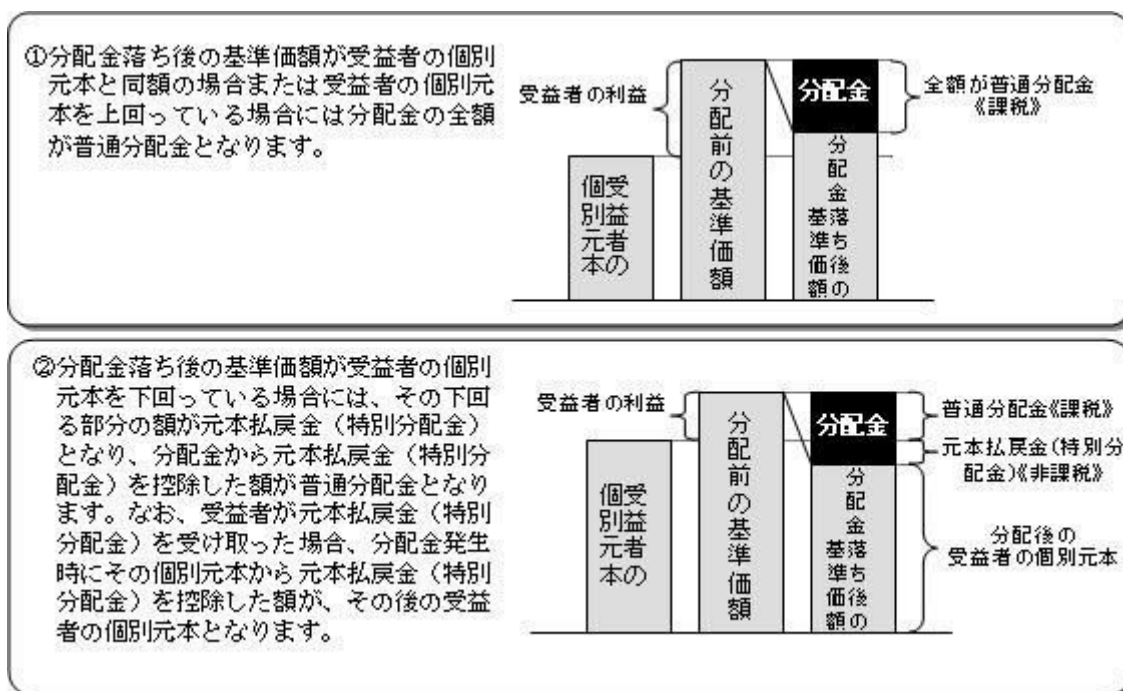 ①分配金落ち後の基準価額が受益者の個別
元本と同額の場合または受益者の個別元
本を上回っている場合には分配金の全額
が普通分配金となります。
受益者の利益
受益者の
個別元本
分配前の基準価額
分配金
分配金落ち後の
基準価額
全額が普通分配金
《課税》
②分配金落ち後の基準価額が受益者の個別
元本を下回っている場合には、その下回
る部分の額が元本払戻金（特別分配金）
となり、分配金から元本払戻金（特別分
配金）を控除した額が普通分配金となり
ます。なお、受益者が元本払戻金（特別
分配金）を受け取った場合、分配金発生
時にその個別元本から元本払戻金（特別
分配金）を控除した額が、その後の受益
者の個別元本となります。
受益者の利益
受益者の
個別元本
分配前の基準価額
分配金
分配金落ち後の
基準価額
普通分配金《課税》
元本払戻金(特別分
配金)《非課税》
分配後の
受益者の個別元本